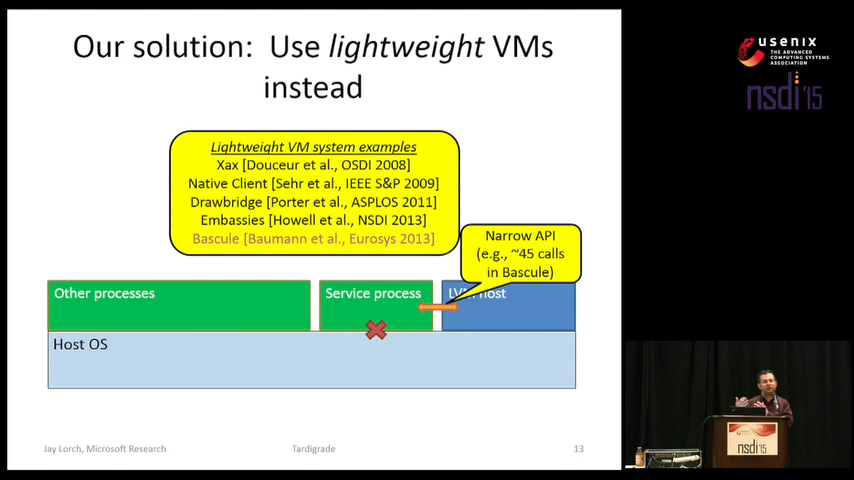 Our solution: Use lightweight VMs
instead
Lightweight VM system examples
Xax [Douceur et al., OSDI 2008]
Native Client [Sehr et al., IEEE S&P 2009]
Drawbridge [Porter et al., ASPLOS 2011]
Embassies [Howell et al., NSDI 2013]
Bascule [Baumann et al., Eurosys 2013]
Narrow API
(e.g., ~45 calls
in Bascule)
Other processes
Service process
host
Host OS
Jay Lorch, Microsoft Research
Tardigrade
13
usenix
THE ADVANCED
COMPUTING SYSTEMS
ASSOCIATION
nsdi'15
nsdi'15